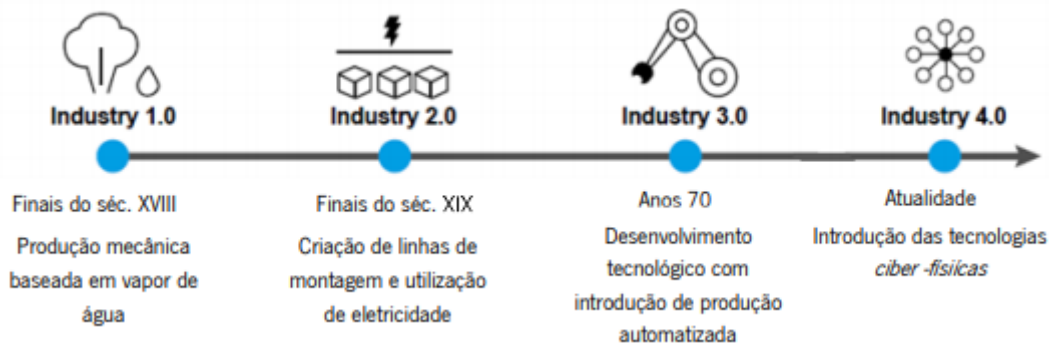 Industry 1.0
Industry 2.0
Industry 3.0
Industry 4.0
Finais do séc. XVIII
Produção mecânica
baseada em vapor de
água
Finais do séc. XIX
Criação de linhas de
montagem e utilização
de eletricidade
Anos 70
Desenvolvimento
tecnológico com
introdução de produção
automatizada
Atualidade
Introdução das tecnologias
ciber -físiícas